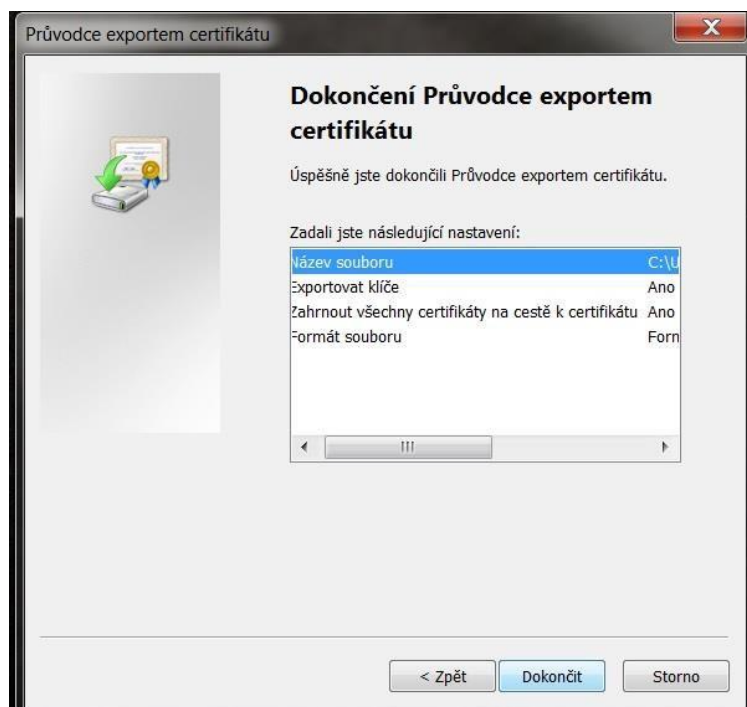 Průvodce exportem certifikátu
Dokončení Průvodce exportem
certifikátu
Úspěšně jste dokončili Průvodce exportem certifikátu.
Zadali jste následující nastavení:
Název souboru C:\U
Exportovat klíče Ano
Zahrnout všechny certifikáty na cestě k certifikátu Ano
Formát souboru Form
< Zpět Dokončit Storno